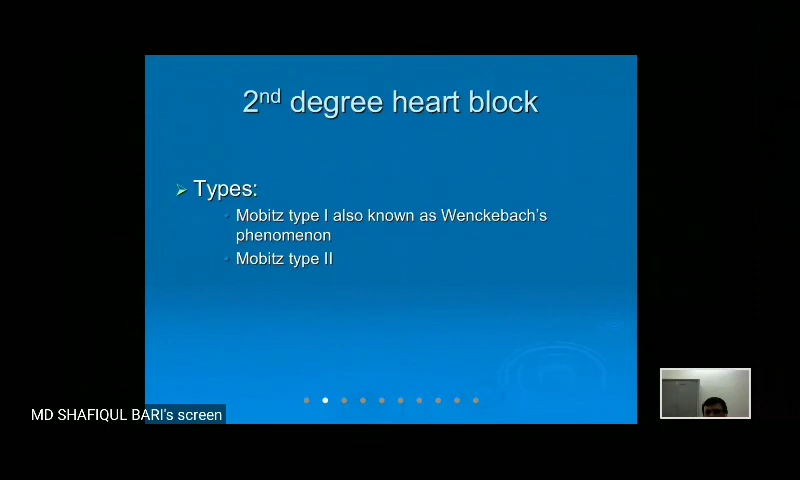 2nd degree heart block
Types:
Mobitz type I also known as Wenckebach's
phenomenon
Mobitz type II
MD SHAFIQUL BARI's screen